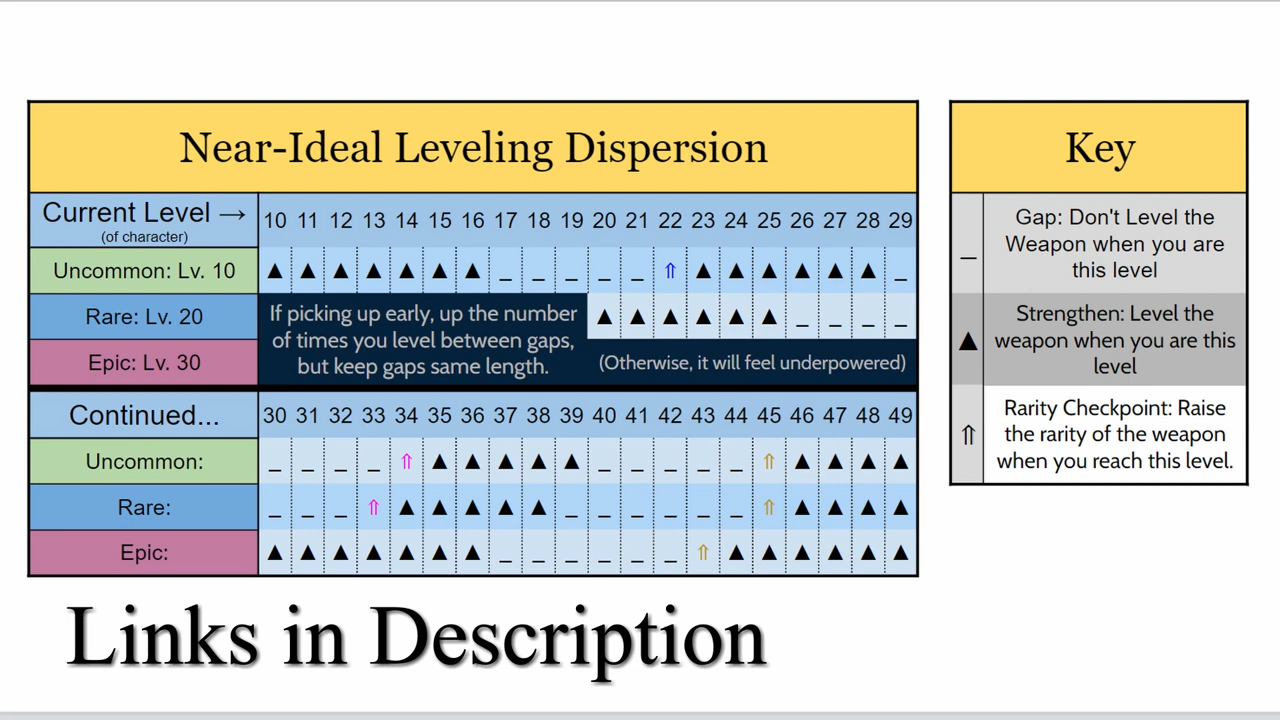 Near-Ideal Leveling Dispersion
Current Level → 10 11 12 13 14 15 16 17 18 19 20 21 22 23 24 25 26 27 28 29
(of character)
Uncommon: Lv. 10 ▲ ▲ ▲ ▲ ▲ ▲ ▲ _ _ _ _ _ ⇑ ▲ ▲ ▲ ▲ ▲ ▲ _
Rare: Lv. 20 ▲ ▲ ▲ ▲ ▲ ▲ _ _ _ _
Epic: Lv. 30
If picking up early, up the number
of times you level between gaps,
but keep gaps same length.
(Otherwise, it will feel underpowered)
Continued... 30 31 32 33 34 35 36 37 38 39 40 41 42 43 44 45 46 47 48 49
Uncommon: _ _ _ _ ⇑ ▲ ▲ ▲ ▲ ▲ _ _ _ _ _ ⇑ ▲ ▲ ▲ ▲
Rare: _ _ _ ⇑ ▲ ▲ ▲ ▲ ▲ _ _ _ _ _ _ ⇑ ▲ ▲ ▲ ▲
Epic: ▲ ▲ ▲ ▲ ▲ ▲ ▲ _ _ _ _ _ _ ⇑ ▲ ▲ ▲ ▲ ▲ ▲
Key
_ Gap: Don't Level the
Weapon when you are
this level
▲ Strengthen: Level the
weapon when you are this
level
⇑ Rarity Checkpoint: Raise
the rarity of the weapon
when you reach this level.
Links in Description